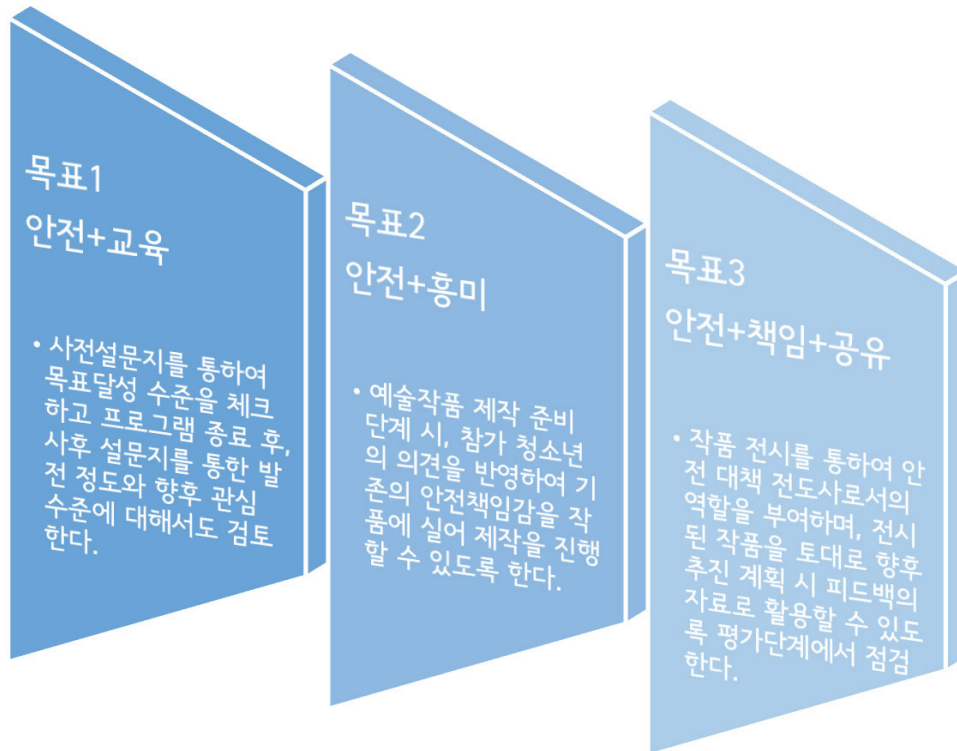 목표1
안전+교육
• 사전설문지를 통하여
목표달성 수준을 체크
하고 프로그램 종료 후,
사후 설문지를 통한 발
전 정도와 향후 관심
수준에 대해서도 검토
한다.
목표2
안전+흥미
• 예술작품 제작 준비
단계 시, 참가 청소년
의 의견을 반영하여 기
존의 안전책임감을 작
품에 실어 제작을 진행
할 수 있도록 한다.
목표3
안전+책임+공유
• 작품 전시를 통하여 안
전 대책 전도사로서의
역할을 부여하며, 전시
된 작품을 토대로 향후
추진 계획 시 피드백의
자료로 활용할 수 있도
록 평가단계에서 점검
한다.